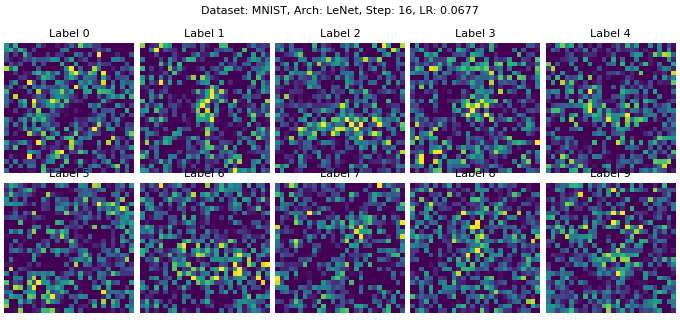 Dataset: MNIST, Arch: LeNet, Step: 16, LR: 0.0677
Label 0 Label 1 Label 2 Label 3 Label 4
Label 5 Label 6 Label 7 Label 8 Label 9